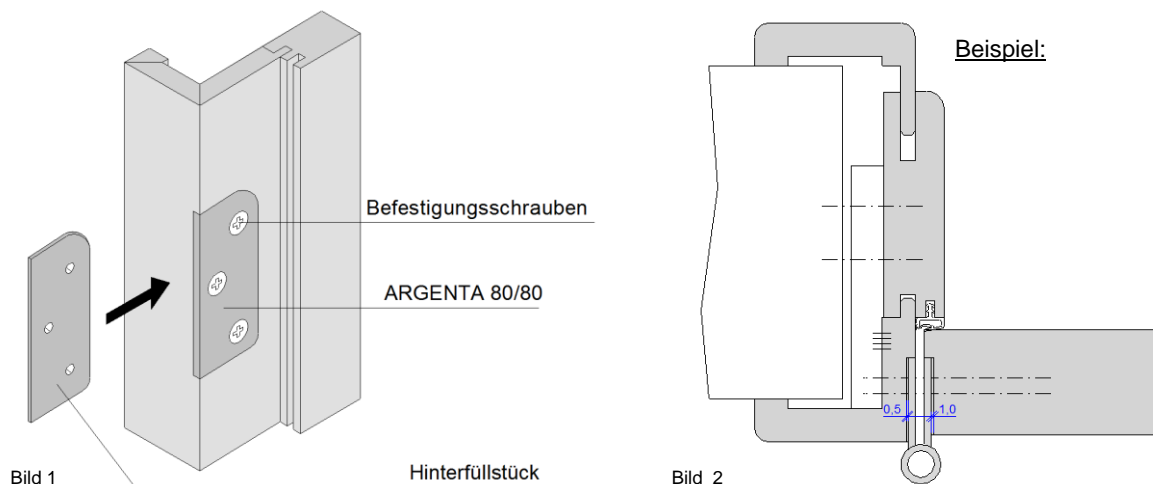 Beispiel:
Befestigungsschrauben
ARGENTA 80/80
0,5 1,0
Bild 1
Hinterfüllstück
Bild 2